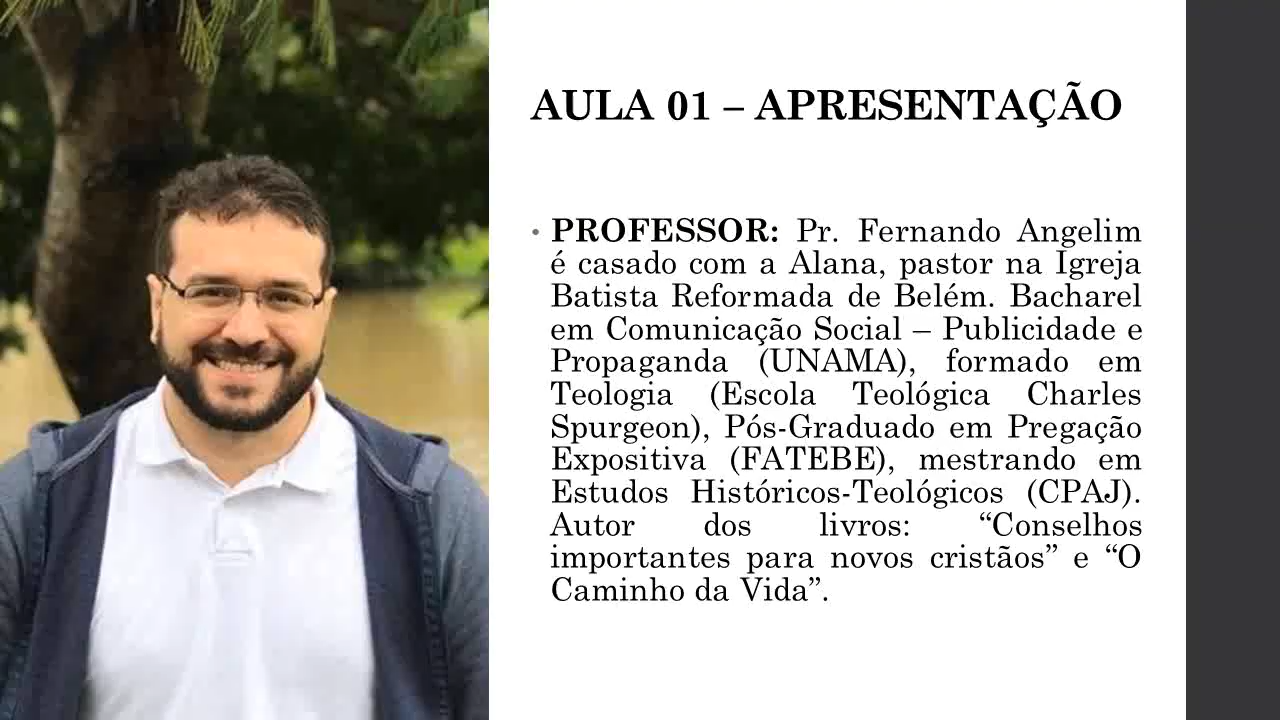 AULA 01 – APRESENTAÇÃO
• PROFESSOR: Pr. Fernando Angelim
é casado com a Alana, pastor na Igreja
Batista Reformada de Belém. Bacharel
em Comunicação Social – Publicidade e
Propaganda (UNAMA), formado em
Teologia (Escola Teológica Charles
Spurgeon), Pós-Graduado em Pregação
Expositiva (FATEBE), mestrando em
Estudos Históricos-Teológicos (CPAJ).
Autor dos livros: “Conselhos
importantes para novos cristãos” e “O
Caminho da Vida”.